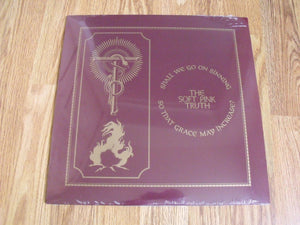 SHALL WE GO ON SINNING
THE
SOFT PINK
TRUTH
SO THAT GRACE MAY INCREASE?